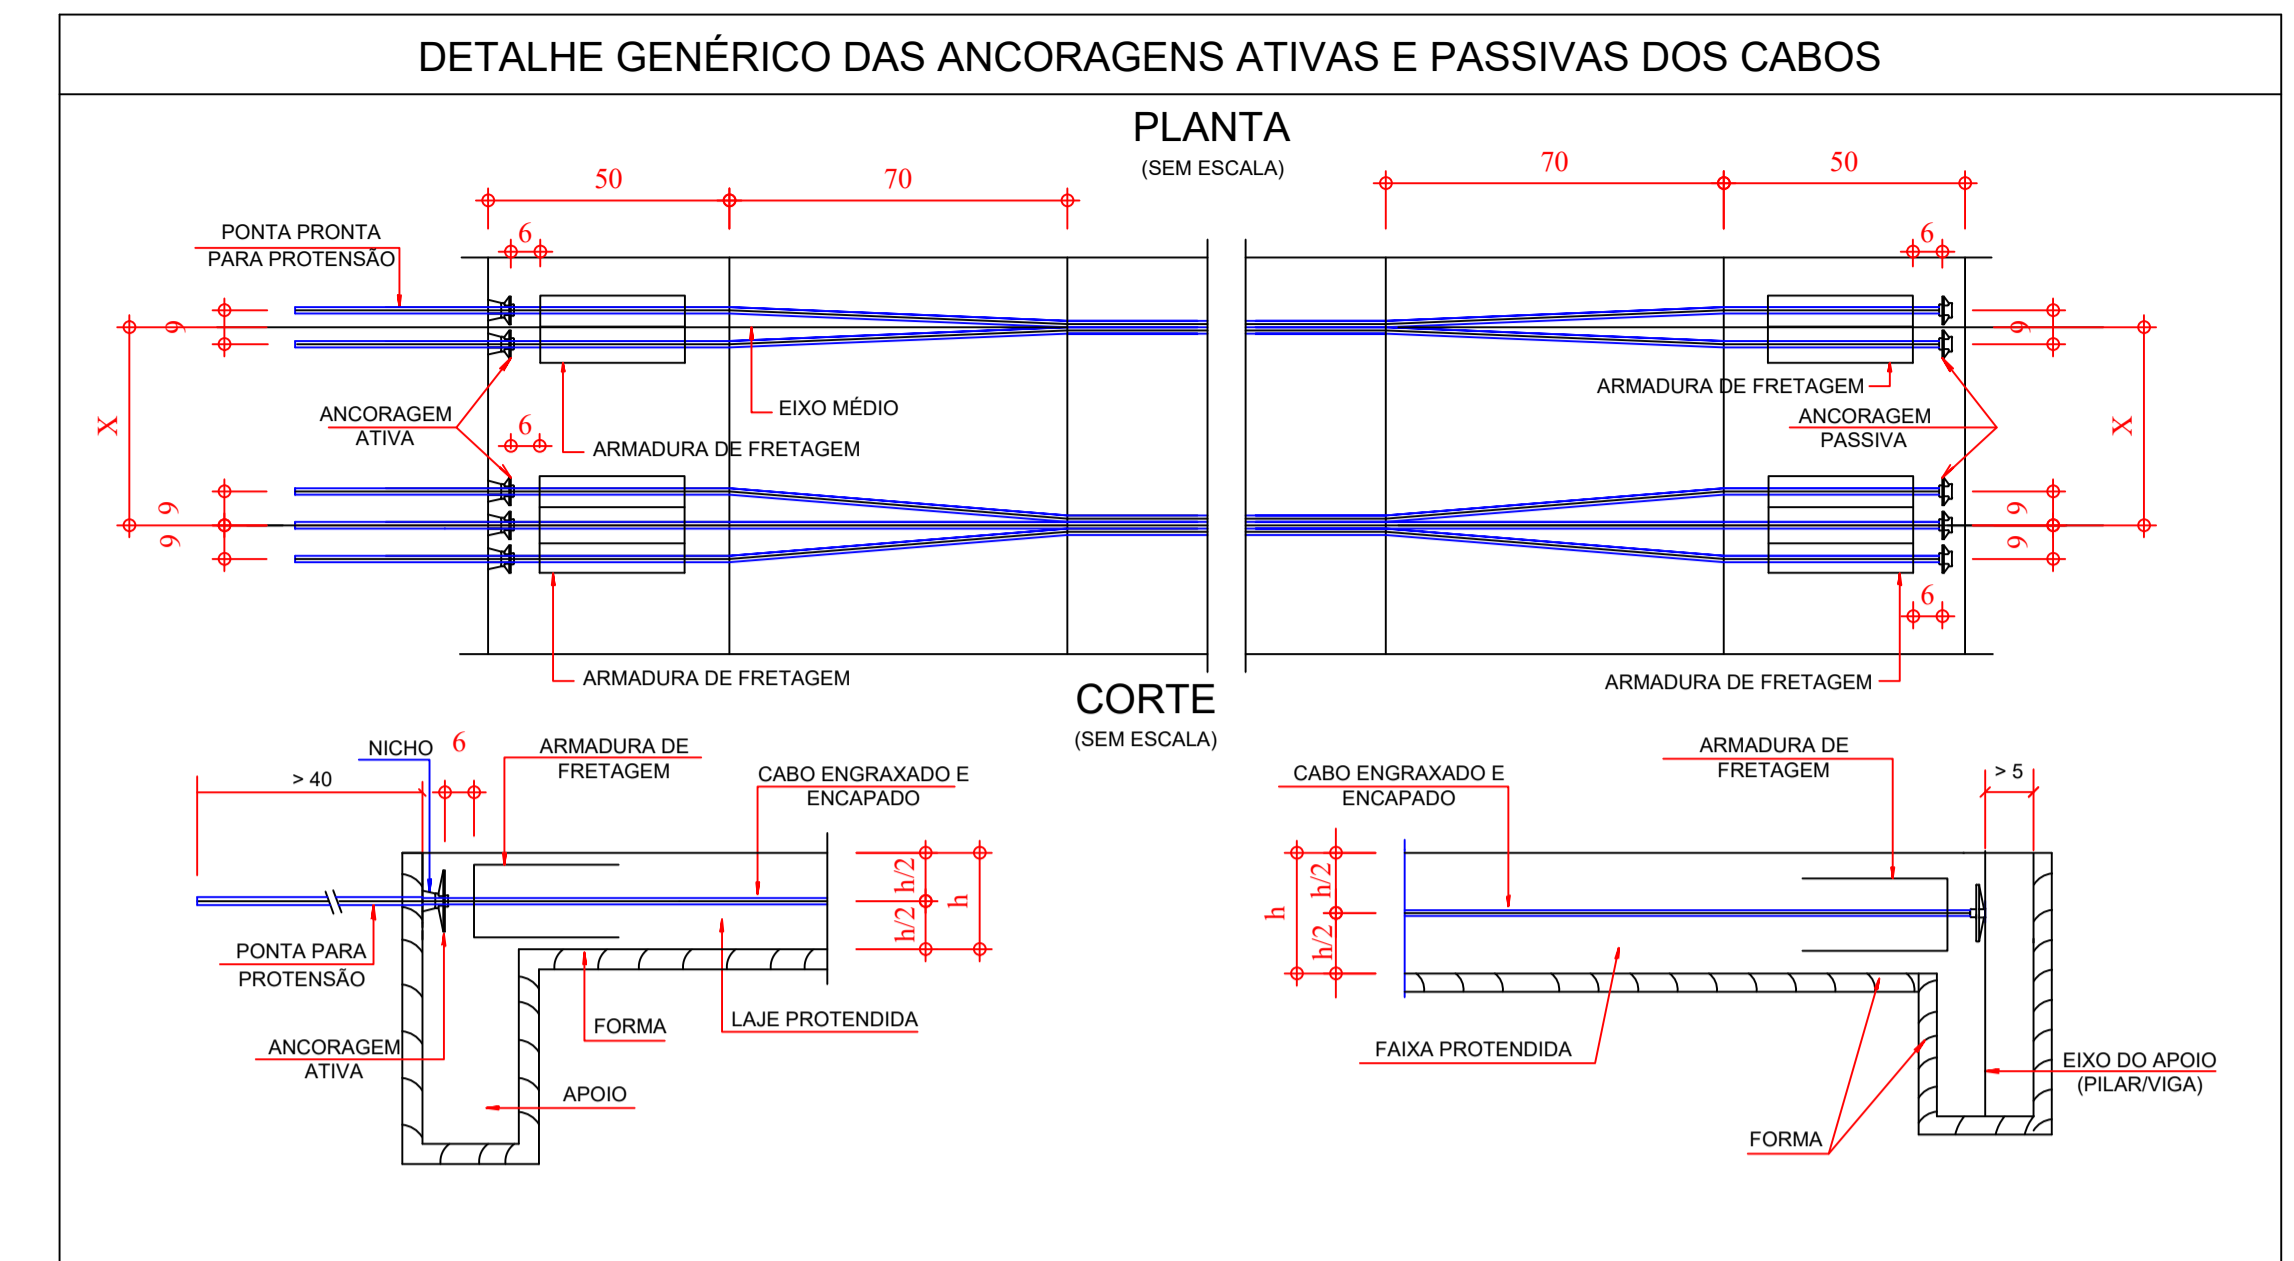 DETALHE GENÉRICO DAS ANCORAGENS ATIVAS E PASSIVAS DOS CABOS
PLANTA
(SEM ESCALA)
50
70
70
50
PONTA PRONTA
PARA PROTENSÃO
6
6
9
9
X
ANCORAGEM
ATIVA
6
EIXO MÉDIO
ARMADURA DE FRETAGEM
ARMADURA DE FRETAGEM
ANCORAGEM
PASSIVA
X
9
9
9
9
6
ARMADURA DE FRETAGEM
ARMADURA DE FRETAGEM
CORTE
(SEM ESCALA)
NICHO
6
ARMADURA DE
FRETAGEM
> 40
CABO ENGRAXADO E
ENCAPADO
h/2
h/2
h
PONTA PARA
PROTENSÃO
ANCORAGEM
ATIVA
FORMA
LAJE PROTENDIDA
APOIO
CABO ENGRAXADO E
ENCAPADO
ARMADURA DE
FRETAGEM
> 5
h
h/2
h/2
FAIXA PROTENDIDA
FORMA
EIXO DO APOIO
(PILAR/VIGA)